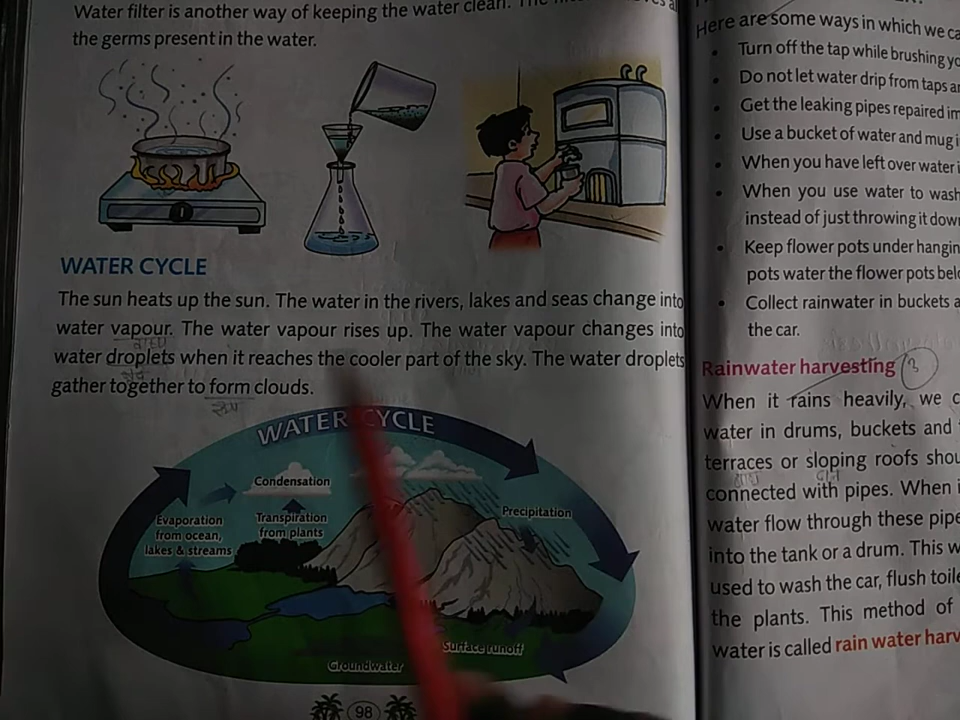 Water filter is another way of keeping the water clean. The
the germs present in the water.
WATER CYCLE
The sun heats up the sun. The water in the rivers, lakes and seas change into
water vapour. The water vapour rises up. The water vapour changes into
water droplets when it reaches the cooler part of the sky. The water droplets
gather together to form clouds.
WATER CYCLE
Condensation
Evaporation
from ocean,
lakes & streams
Transpiration
from plants
Precipitation
Surface runoff
Groundwater
98
Here are some ways in which we
Turn off the tap while brushing
Do not let water drip from taps
Get the leaking pipes repaired
Use a bucket of water and mug
When you have left over water
When you use water to wash
instead of just throwing it
Keep flower pots under
pots water the flower pots
Collect rainwater in buckets
the car.
Rainwater harvesting 3
When it rains heavily, we
water in drums, buckets and
terraces or sloping roofs
connected with pipes. When
water flow through these
into the tank or a drum. This
used to wash the car, flush
the plants. This method of
water is called rain water